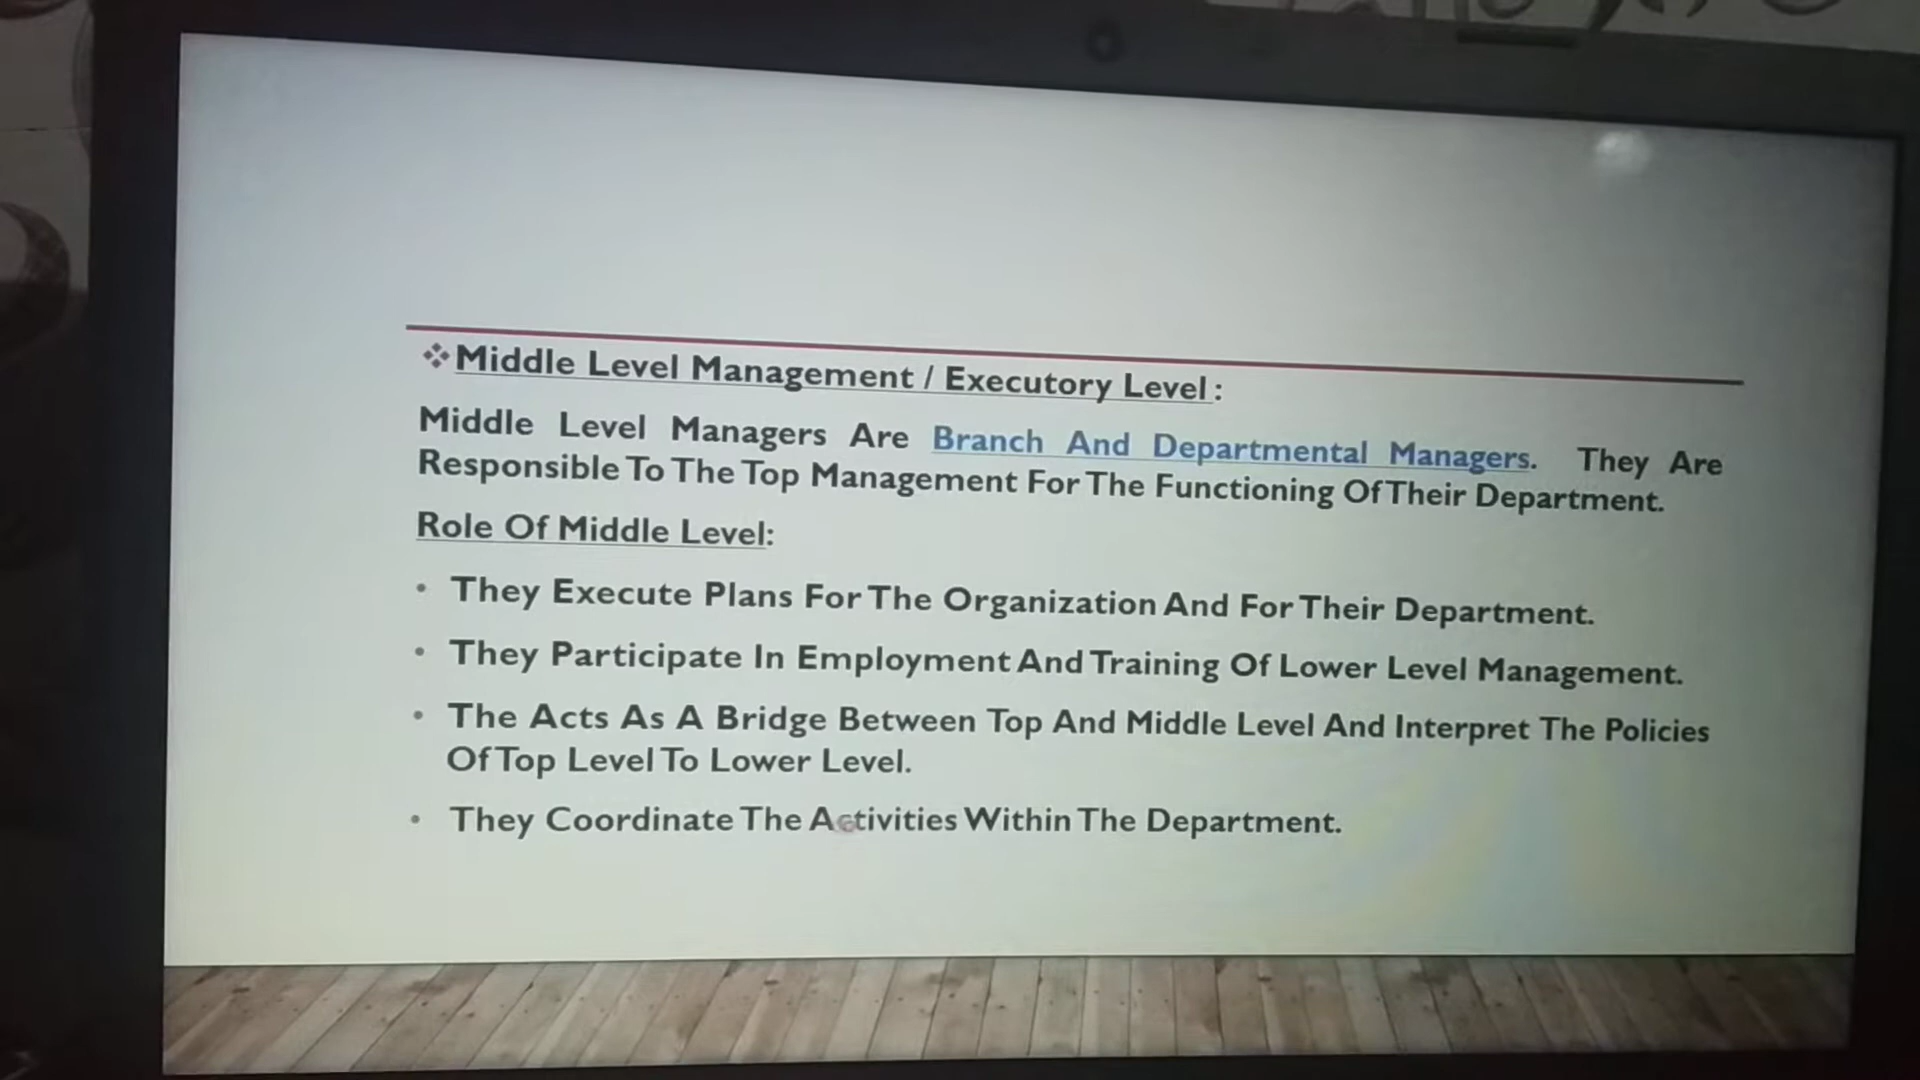 ❖Middle Level Management / Executory Level :
Middle Level Managers Are Branch And Departmental Managers. They Are
Responsible To The Top Management For The Functioning Of Their Department.
Role Of Middle Level:
• They Execute Plans For The Organization And For Their Department.
• They Participate In Employment And Training Of Lower Level Management.
• The Acts As A Bridge Between Top And Middle Level And Interpret The Policies
Of Top Level To Lower Level.
• They Coordinate The Activities Within The Department.